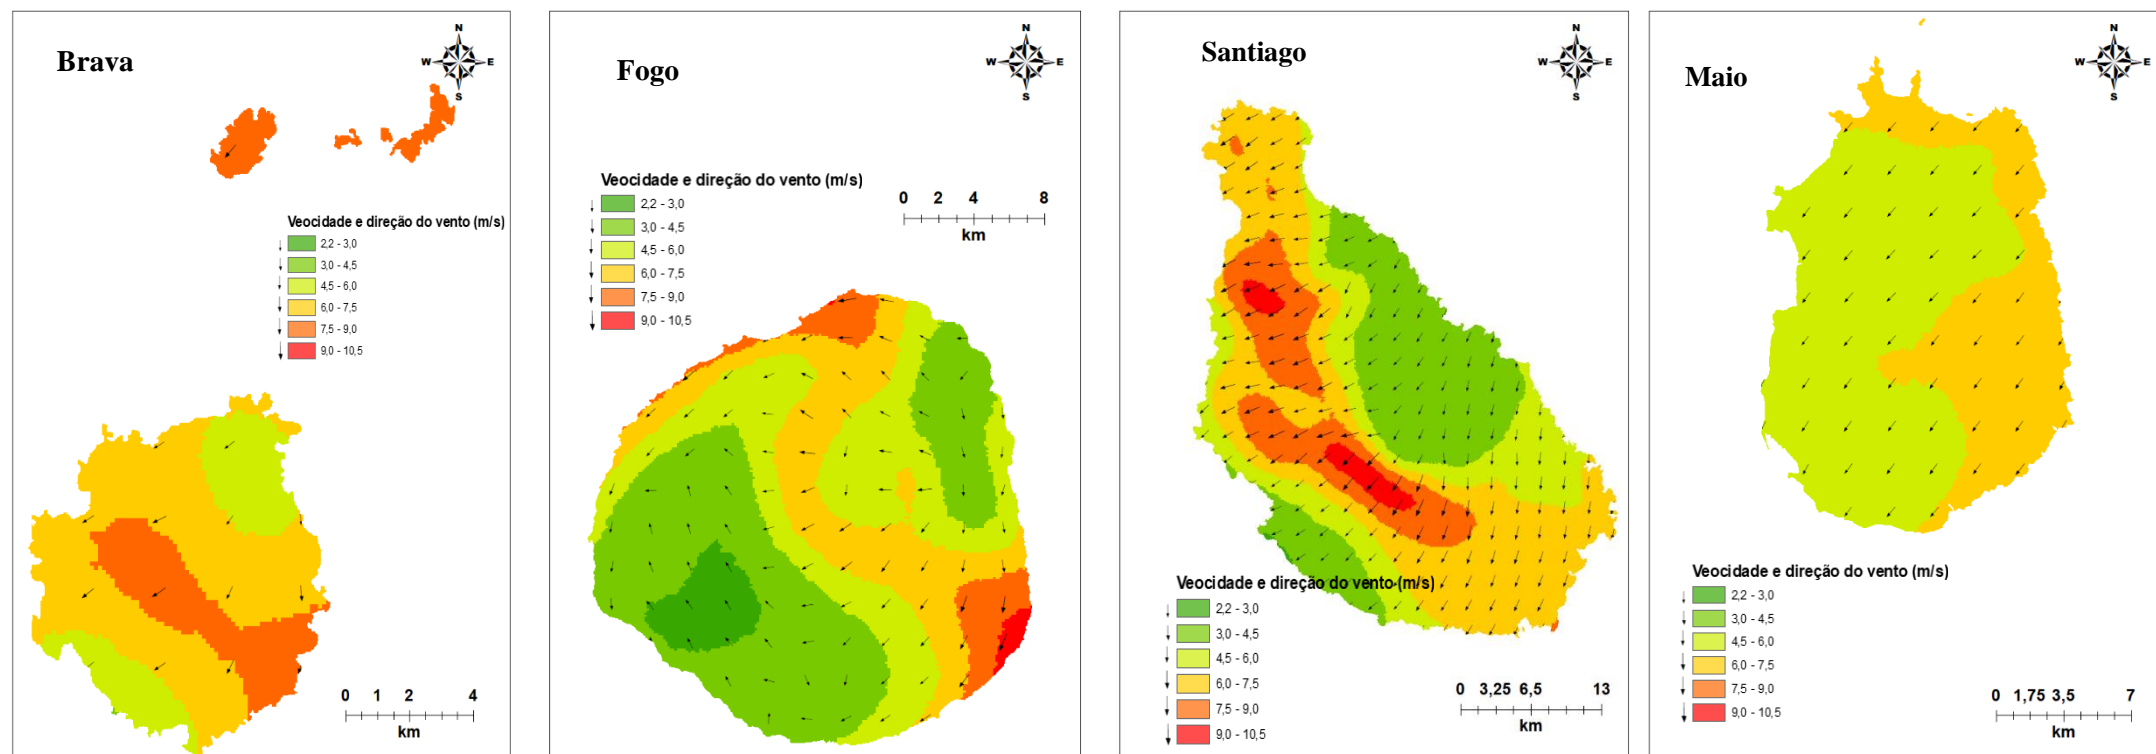 Brava
N
W E
S
Veocidade e direção do vento (m/s)
2,2 - 3,0
3,0 - 4,5
4,5 - 6,0
6,0 - 7,5
7,5 - 9,0
9,0 - 10,5
0 1 2 4
km
Fogo
N
W E
S
Veocidade e direção do vento (m/s)
2,2 - 3,0
3,0 - 4,5
4,5 - 6,0
6,0 - 7,5
7,5 - 9,0
9,0 - 10,5
0 2 4 8
km
Santiago
N
W E
S
Veocidade e direção do vento (m/s)
2,2 - 3,0
3,0 - 4,5
4,5 - 6,0
6,0 - 7,5
7,5 - 9,0
9,0 - 10,5
0 3,25 6,5 13
km
Maio
N
W E
S
Veocidade e direção do vento (m/s)
2,2 - 3,0
3,0 - 4,5
4,5 - 6,0
6,0 - 7,5
7,5 - 9,0
9,0 - 10,5
0 1,75 3,5 7
km